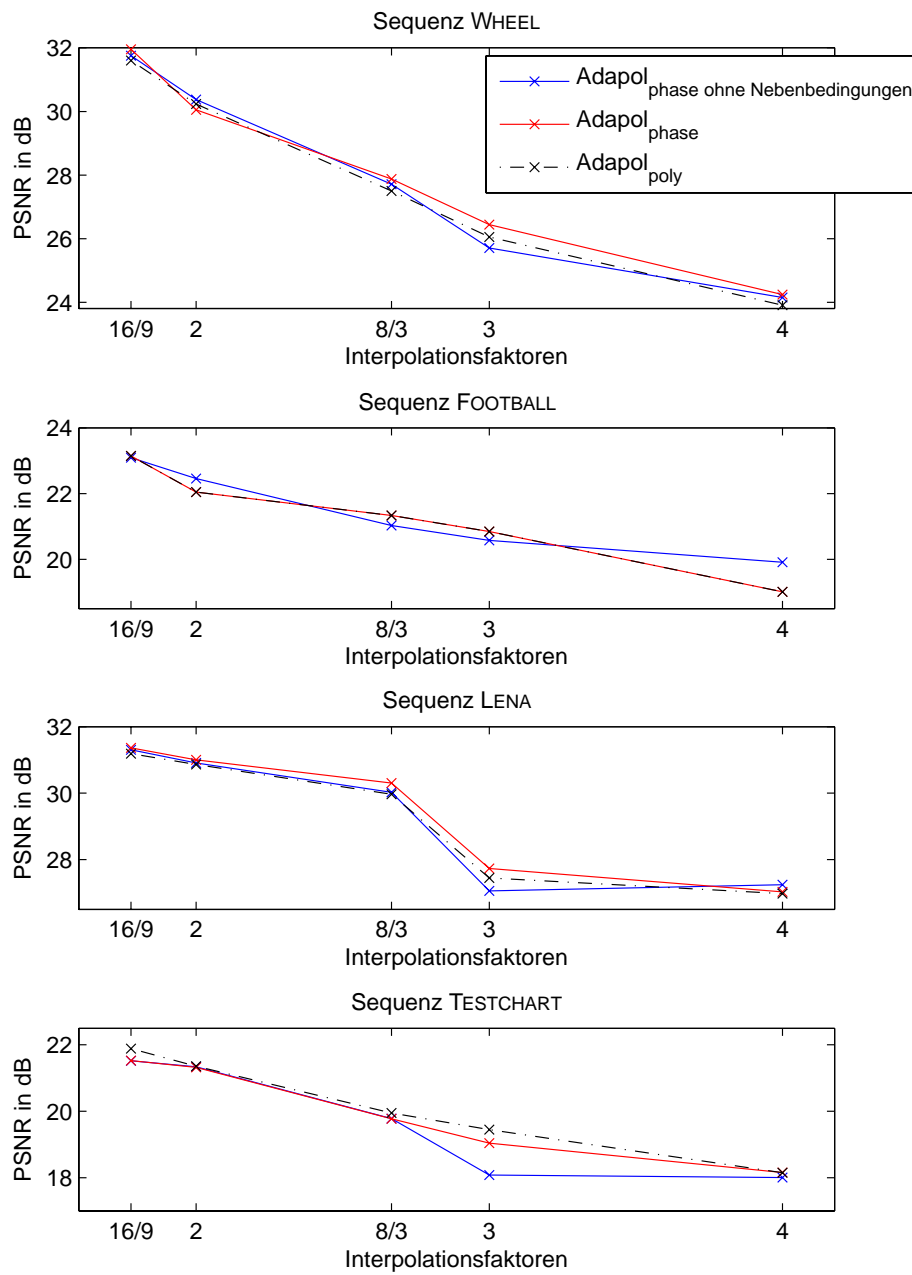 Sequenz WHEEL
32
30
28
26
24
PSNR in dB
Adapol phase ohne Nebenbedingungen
Adapol phase
Adapol poly
16/9 2 8/3 3 4
Interpolationsfaktoren
Sequenz FOOTBALL
24
22
20
PSNR in dB
16/9 2 8/3 3 4
Interpolationsfaktoren
Sequenz LENA
32
30
28
PSNR in dB
16/9 2 8/3 3 4
Interpolationsfaktoren
Sequenz TESTCHART
22
20
18
PSNR in dB
16/9 2 8/3 3 4
Interpolationsfaktoren